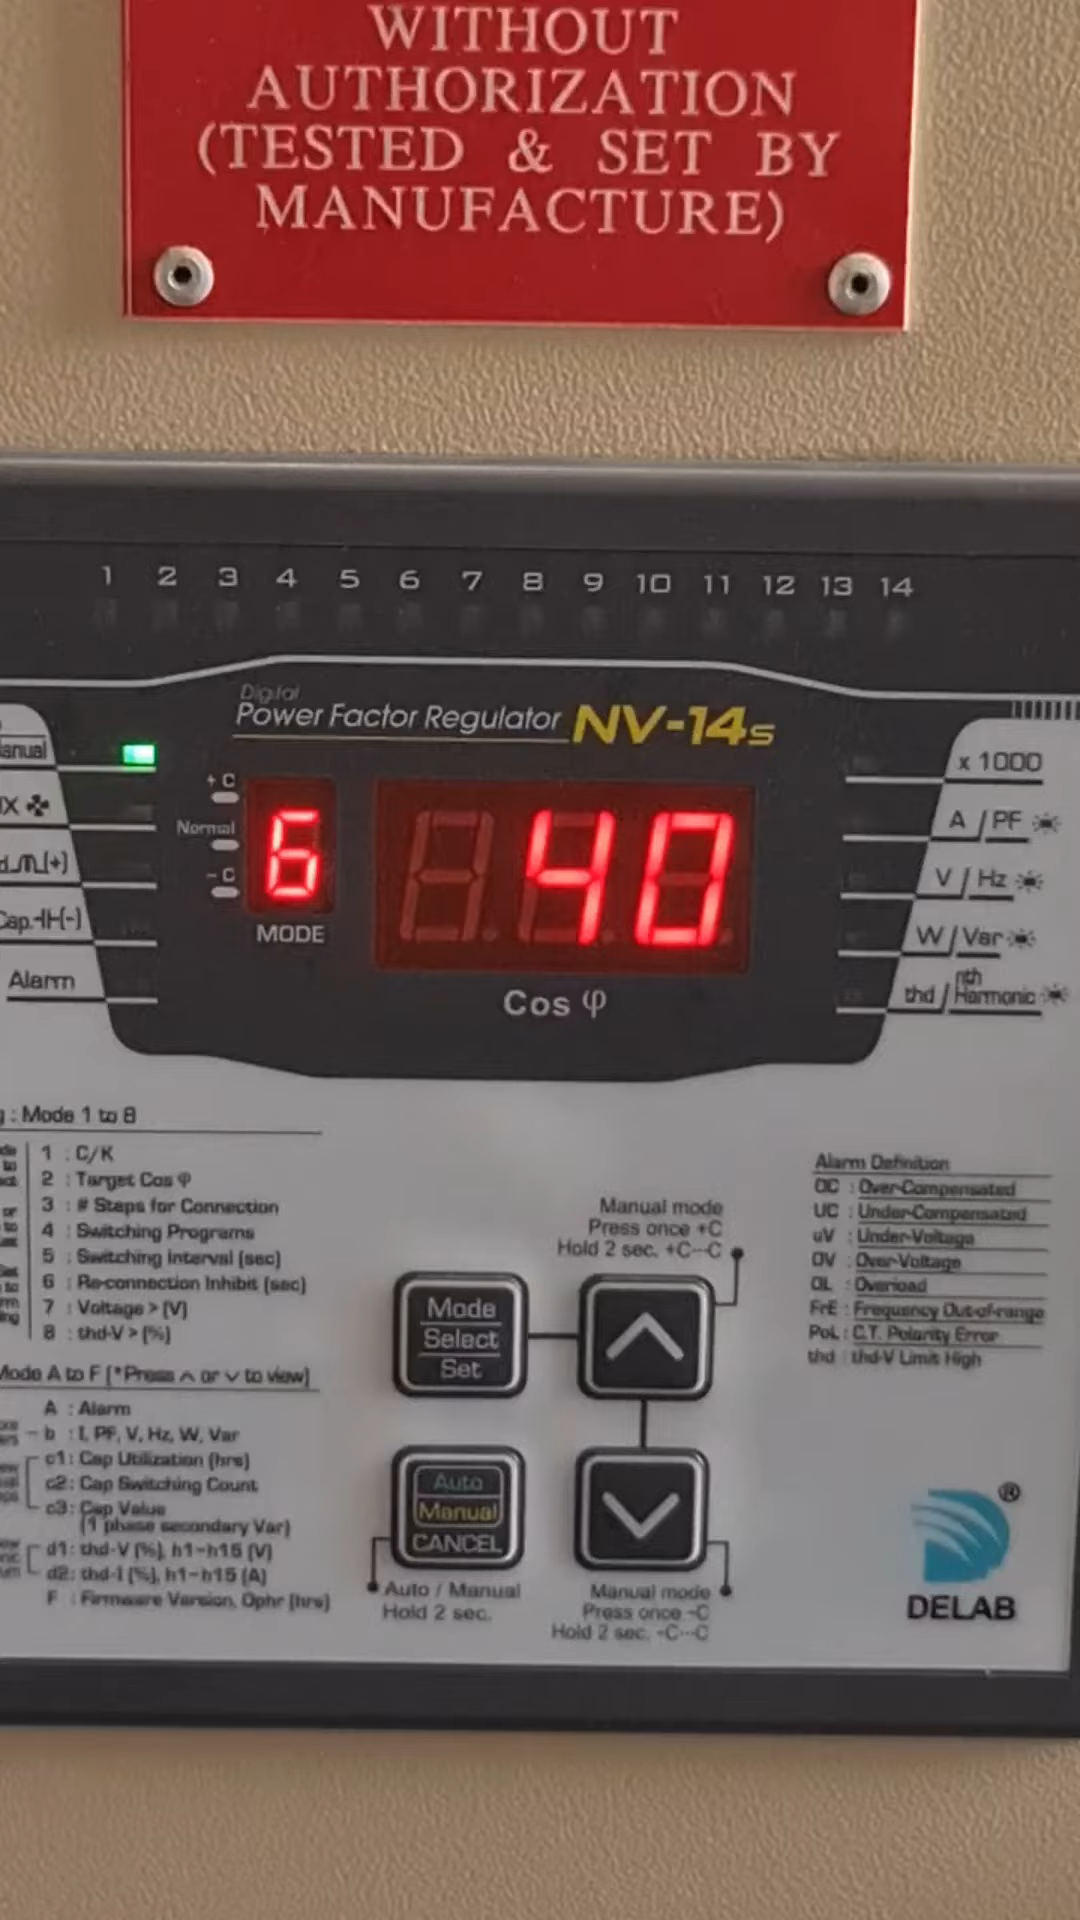 WITHOUT
AUTHORIZATION
(TESTED & SET BY
MANUFACTURE)
1 2 3 4 5 6 7 8 9 10 11 12 13 14
Digital
Power Factor Regulator NV-14s
+ C
Normal
- C
6
MODE
40
Cos φ
Alarm
x 1000
A / PF
V / Hz
W / Var
thd / nth Harmonic
: Mode 1 to 8
1 : C/K
2 : Target Cos φ
3 : # Steps for Connection
4 : Switching Programs
5 : Switching Interval (sec)
6 : Re-connection Inhibit (sec)
7 : Voltage > (V)
8 : thd-V > (%)
Mode A to F [*Press ∧ or ∨ to view]
A : Alarm
b : I, PF, V, Hz, W, Var
c1: Cap Utilization (hrs)
c2: Cap Switching Count
c3: Cap Value
(1 phase secondary Var)
d1: thd-V (%), h1~h15 (V)
d2: thd-I (%), h1~h15 (A)
F : Firmware Version, Ophr (hrs)
Manual mode
Press once +C
Hold 2 sec. +C---C
Mode
Select
Set
Auto
Manual
CANCEL
Auto / Manual
Hold 2 sec.
Manual mode
Press once -C
Hold 2 sec. -C---C
Alarm Definition
OC : Over-Compensated
UC : Under-Compensated
uV : Under-Voltage
OV : Over-Voltage
OL : Overload
FrE : Frequency Out-of-range
PoL : C.T. Polarity Error
thd : thd-V Limit High
®
DELAB